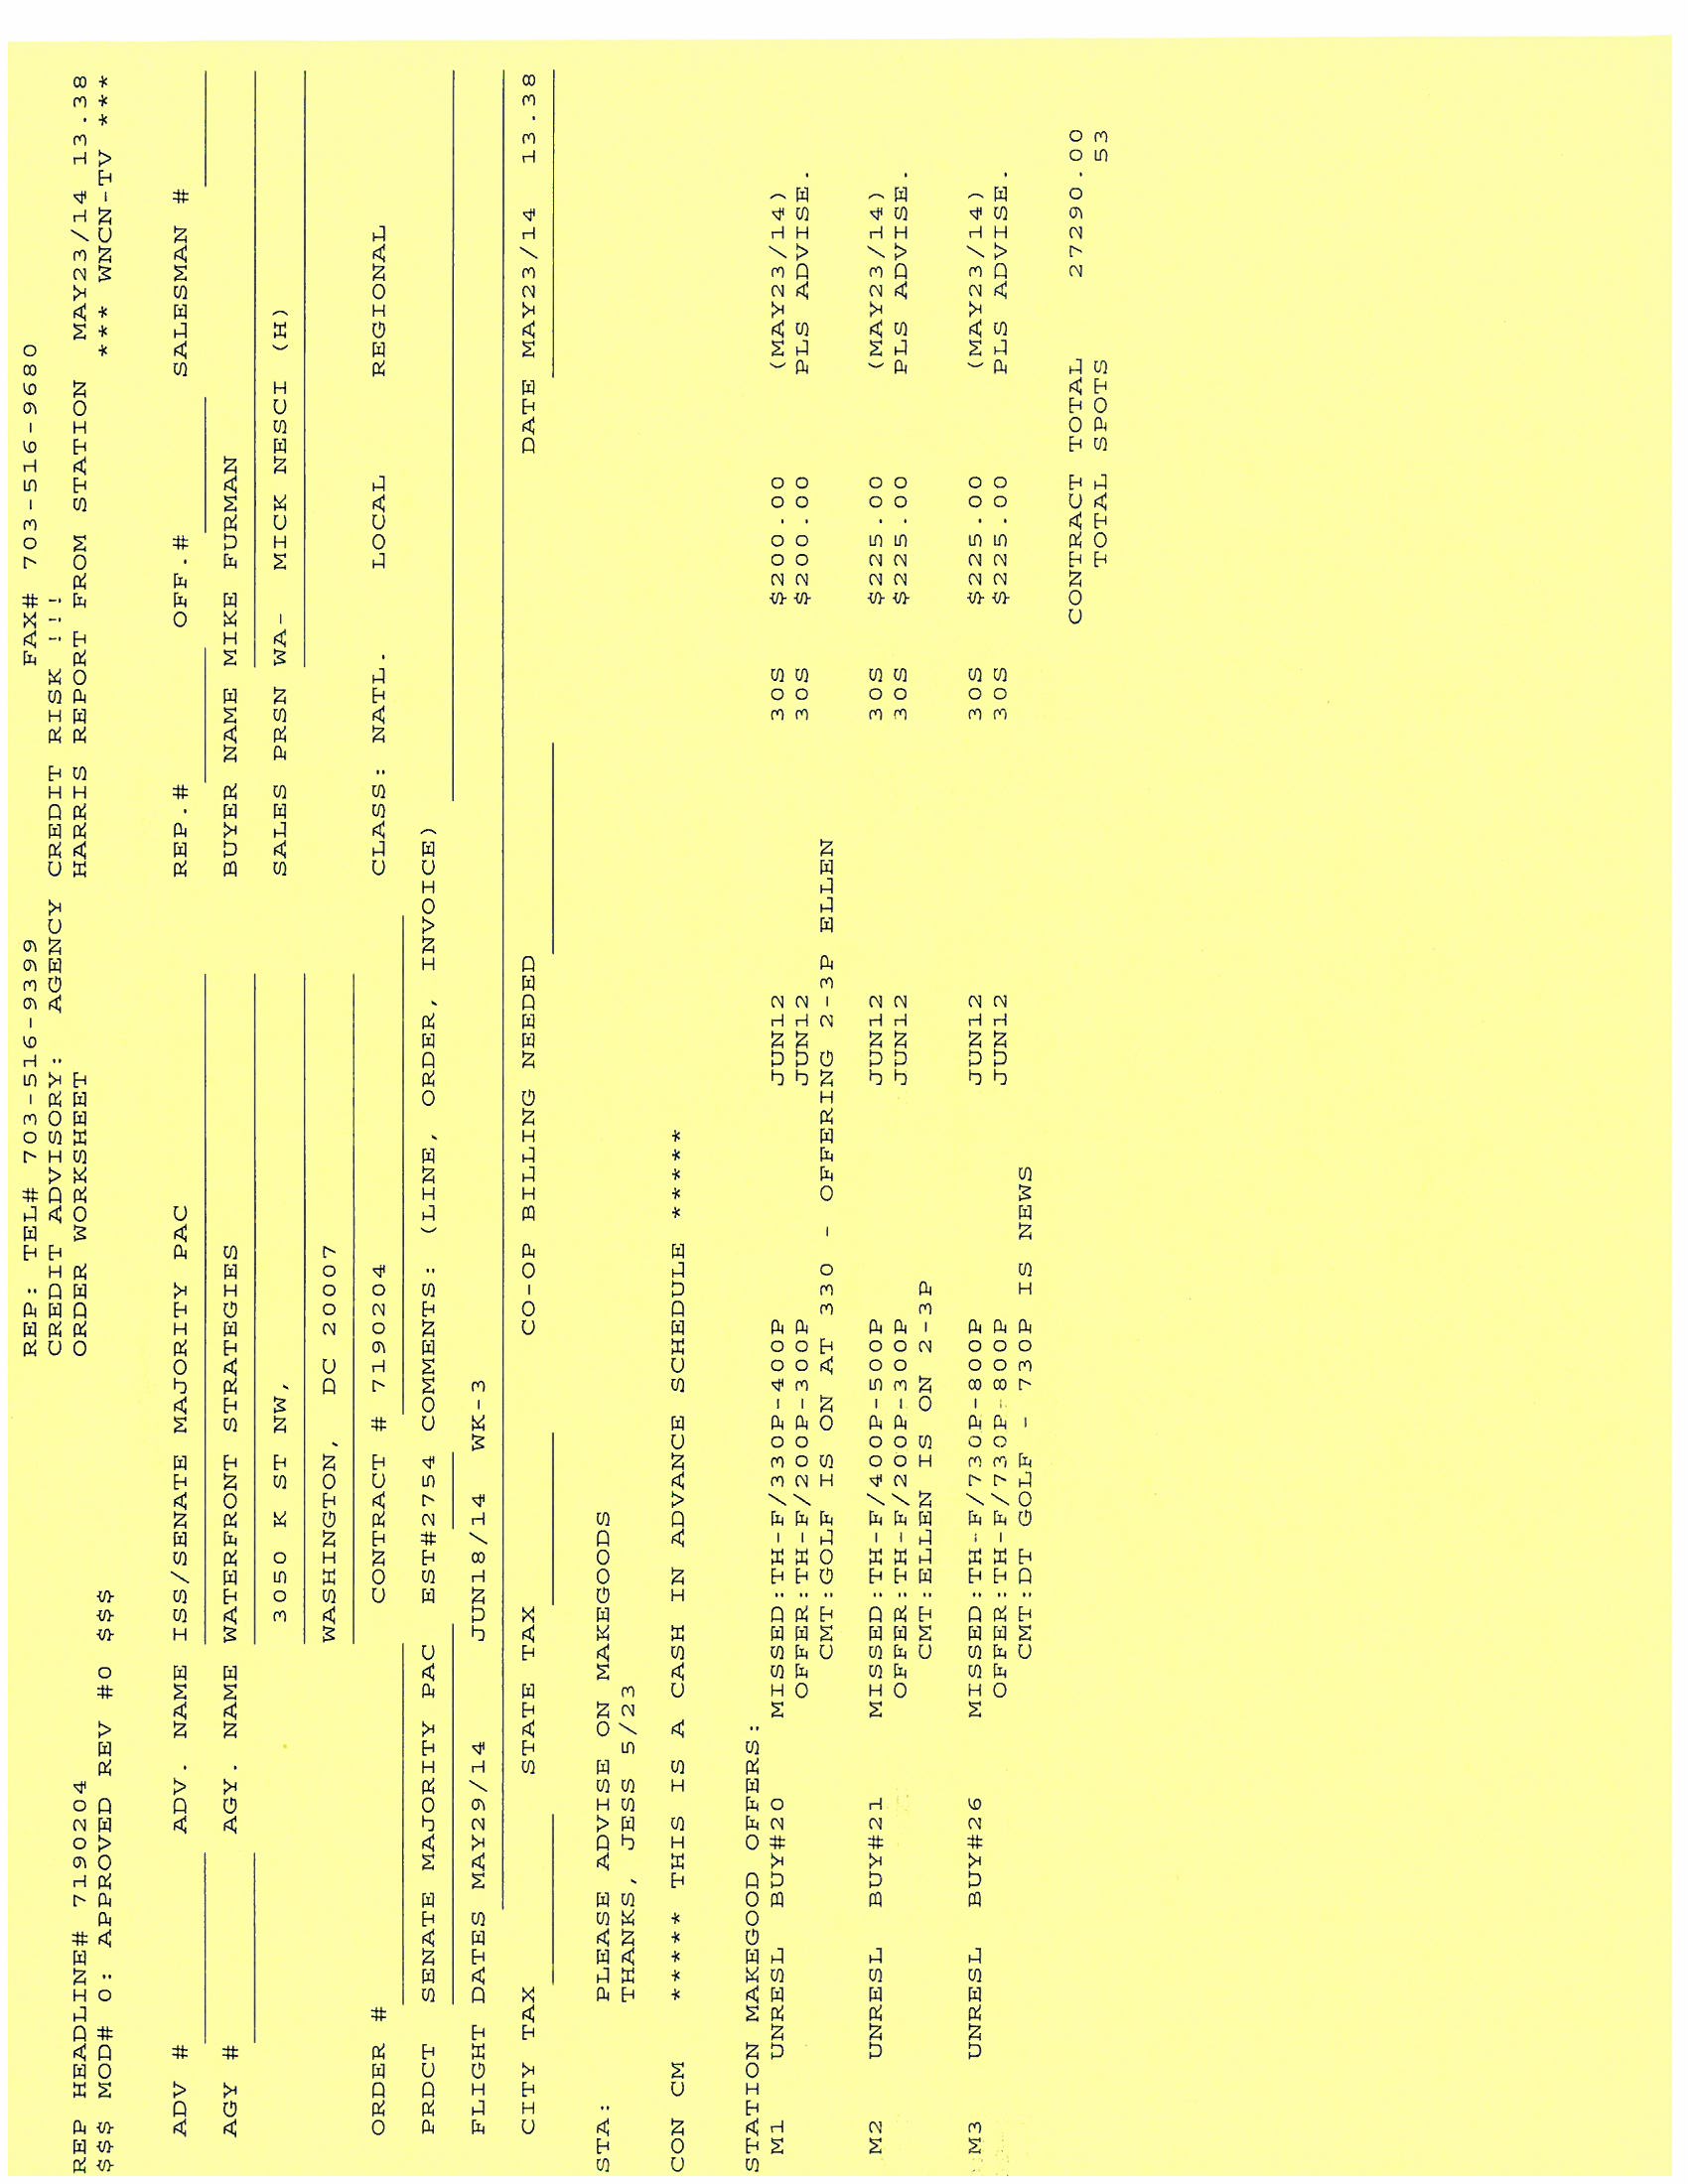 REP: TEL# 703-516-9399 FAX# 703-516-9680
CREDIT ADVISORY: AGENCY CREDIT RISK !!!
REP HEADLINE# 7190204 ORDER WORKSHEET HARRIS REPORT FROM STATION MAY23/14 13.38
$$$ MOD# 0: APPROVED REV #0 $$$ *** WNCN-TV ***
ADV # ADV. NAME ISS/SENATE MAJORITY PAC REP.# OFF.# SALESMAN #
AGY # AGY. NAME WATERFRONT STRATEGIES BUYER NAME MIKE FURMAN
3050 K ST NW, SALES PRSN WA- MICK NESCI (H)
WASHINGTON, DC 20007
ORDER # CONTRACT # 7190204 CLASS: NATL. LOCAL REGIONAL
PRDCT SENATE MAJORITY PAC EST#2754 COMMENTS: (LINE, ORDER, INVOICE)
FLIGHT DATES MAY29/14 JUN18/14 WK-3
CITY TAX STATE TAX CO-OP BILLING NEEDED DATE MAY23/14 13.38
STA: PLEASE ADVISE ON MAKEGOODS
THANKS, JESS 5/23
CON CM ***** THIS IS A CASH IN ADVANCE SCHEDULE *****
STATION MAKEGOOD OFFERS:
M1 UNRESL BUY#20 MISSED:TH-F/330P-400P JUN12 30S $200.00 (MAY23/14)
OFFER:TH-F/200P-300P JUN12 30S $200.00 PLS ADVISE.
CMT:GOLF IS ON AT 330 - OFFERING 2-3P ELLEN
M2 UNRESL BUY#21 MISSED:TH-F/400P-500P JUN12 30S $225.00 (MAY23/14)
OFFER:TH-F/200P-300P JUN12 30S $225.00 PLS ADVISE.
CMT:ELLEN IS ON 2-3P
M3 UNRESL BUY#26 MISSED:TH-F/730P-800P JUN12 30S $225.00 (MAY23/14)
OFFER:TH-F/730P-800P JUN12 30S $225.00 PLS ADVISE.
CMT:DT GOLF - 730P IS NEWS
CONTRACT TOTAL 27290.00
TOTAL SPOTS 53